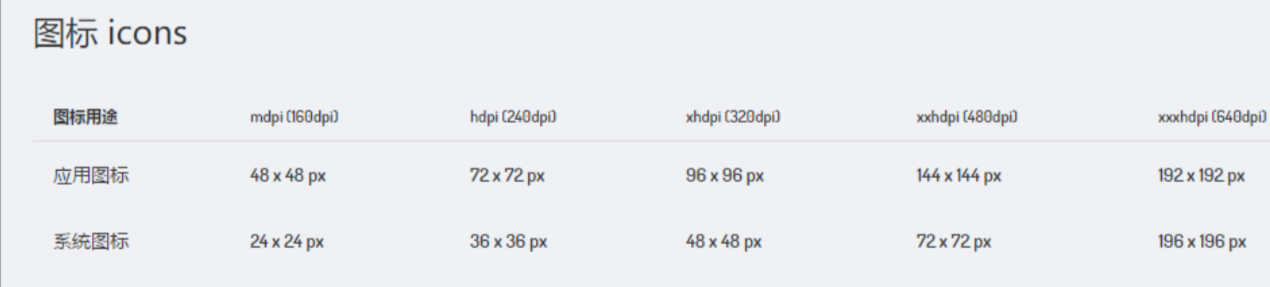 图标 icons
图标用途 mdpi (160dpi) hdpi (240dpi) xhdpi (320dpi) xxhdpi (480dpi) xxxhdpi (640dpi)
应用图标 48 x 48 px 72 x 72 px 96 x 96 px 144 x 144 px 192 x 192 px
系统图标 24 x 24 px 36 x 36 px 48 x 48 px 72 x 72 px 196 x 196 px